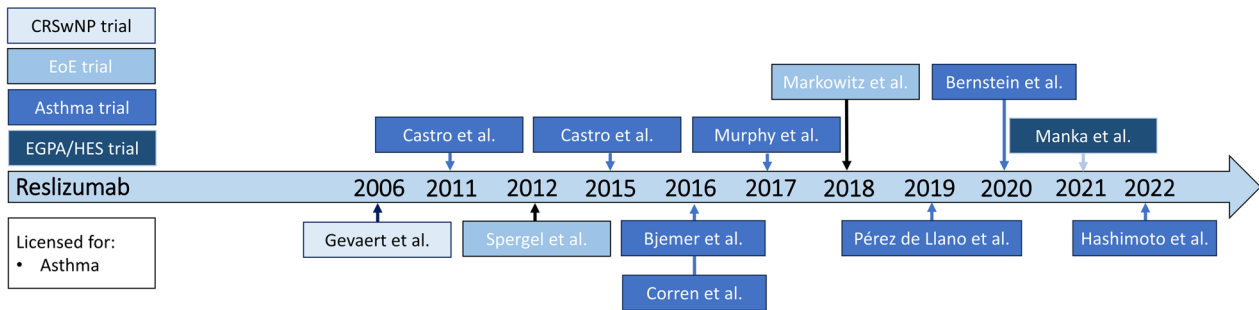 CRSwNP trial
EoE trial
Asthma trial
EGPA/HES trial
Markowitz et al.
Bernstein et al.
Castro et al.
Castro et al.
Murphy et al.
Manka et al.
Reslizumab
2006 2011 2012 2015 2016 2017 2018 2019 2020 2021 2022
Licensed for:
• Asthma
Gevaert et al.
Spergel et al.
Bjemer et al.
Pérez de Llano et al.
Hashimoto et al.
Corren et al.